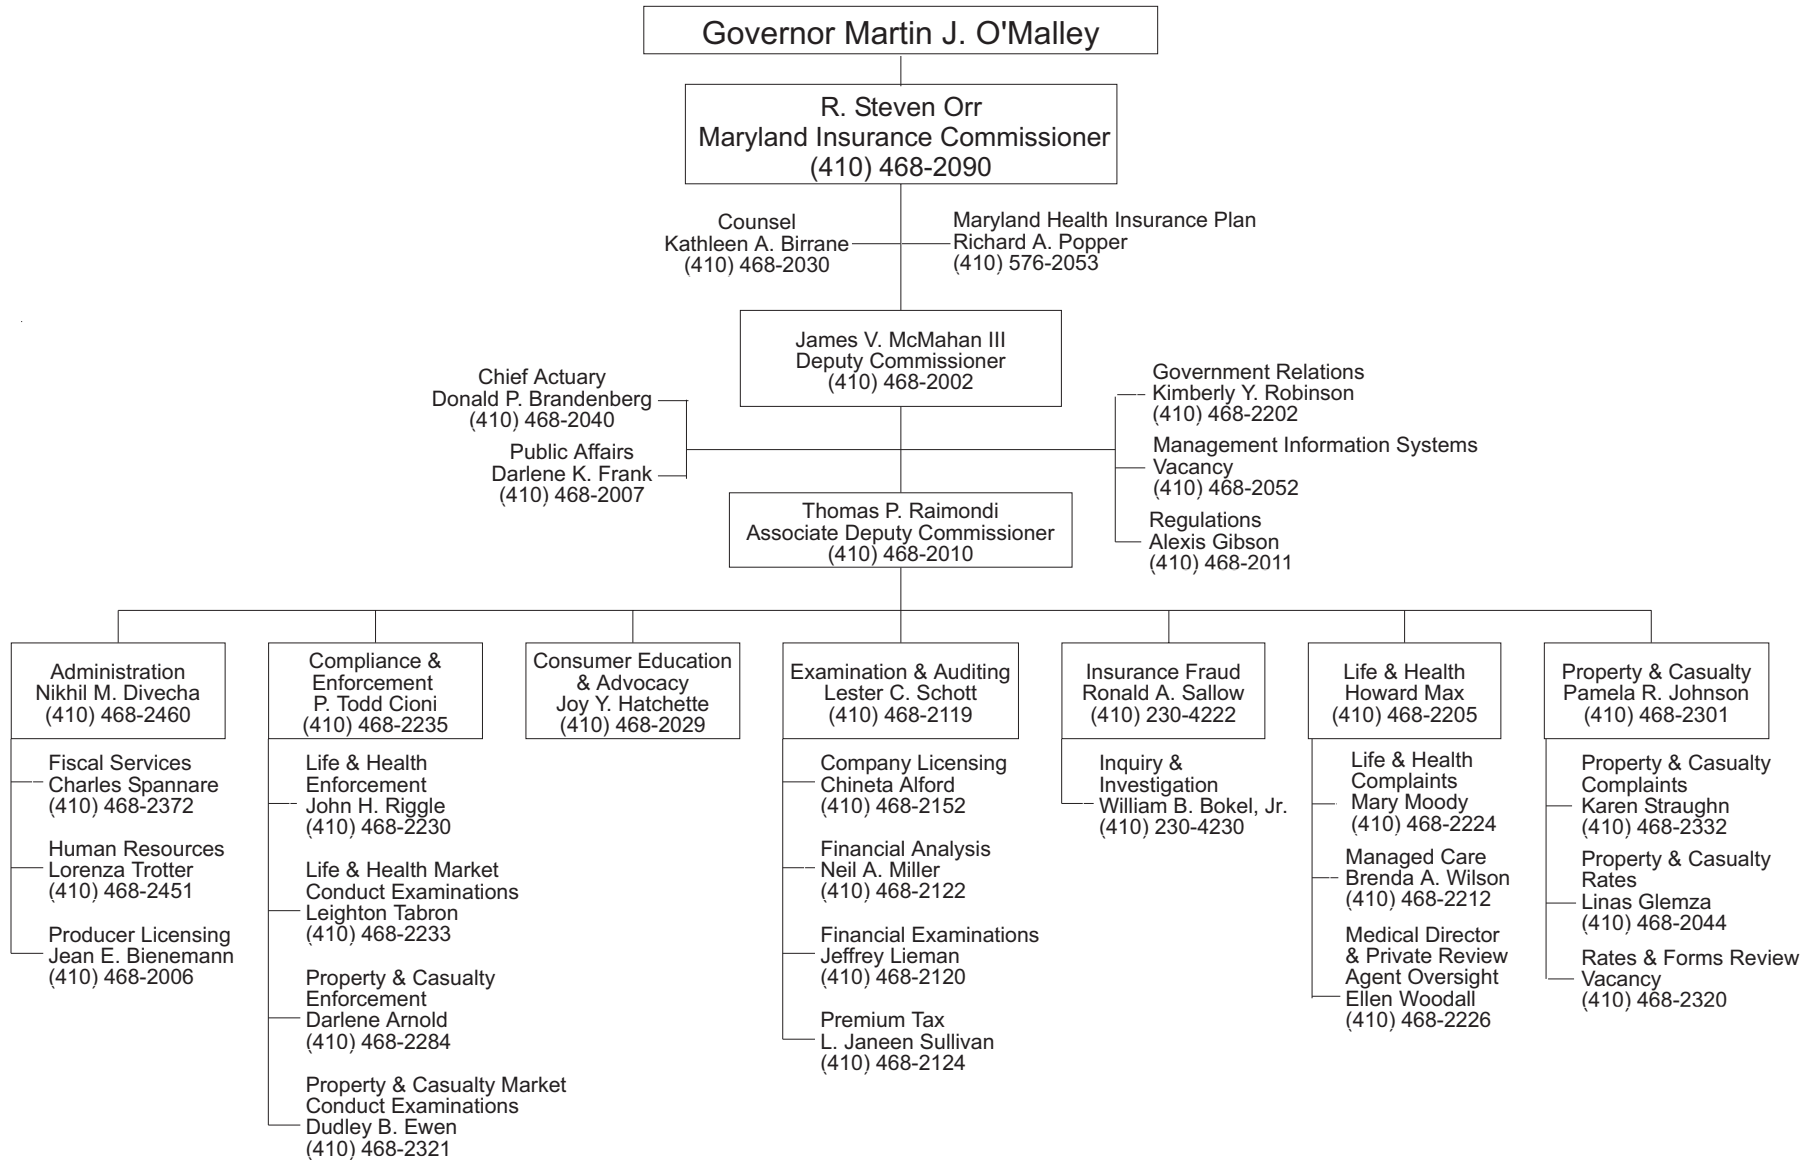 Governor Martin J. O'Malley
R. Steven Orr
Maryland Insurance Commissioner
(410) 468-2090
Counsel
Kathleen A. Birrane
(410) 468-2030
Maryland Health Insurance Plan
Richard A. Popper
(410) 576-2053
James V. McMahan III
Deputy Commissioner
(410) 468-2002
Chief Actuary
Donald P. Brandenberg
(410) 468-2040
Public Affairs
Darlene K. Frank
(410) 468-2007
Government Relations
Kimberly Y. Robinson
(410) 468-2202
Management Information Systems
Vacancy
(410) 468-2052
Regulations
Alexis Gibson
(410) 468-2011
Thomas P. Raimondi
Associate Deputy Commissioner
(410) 468-2010
Administration
Nikhil M. Divecha
(410) 468-2460
Fiscal Services
Charles Spannare
(410) 468-2372
Human Resources
Lorenza Trotter
(410) 468-2451
Producer Licensing
Jean E. Bienemann
(410) 468-2006
Compliance &
Enforcement
P. Todd Cioni
(410) 468-2235
Life & Health
Enforcement
John H. Riggle
(410) 468-2230
Life & Health Market
Conduct Examinations
Leighton Tabron
(410) 468-2233
Property & Casualty
Enforcement
Darlene Arnold
(410) 468-2284
Property & Casualty Market
Conduct Examinations
Dudley B. Ewen
(410) 468-2321
Consumer Education
& Advocacy
Joy Y. Hatchette
(410) 468-2029
Examination & Auditing
Lester C. Schott
(410) 468-2119
Company Licensing
Chineta Alford
(410) 468-2152
Financial Analysis
Neil A. Miller
(410) 468-2122
Financial Examinations
Jeffrey Lieman
(410) 468-2120
Premium Tax
L. Janeen Sullivan
(410) 468-2124
Insurance Fraud
Ronald A. Sallow
(410) 230-4222
Inquiry &
Investigation
William B. Bokel, Jr.
(410) 230-4230
Life & Health
Howard Max
(410) 468-2205
Life & Health
Complaints
Mary Moody
(410) 468-2224
Managed Care
Brenda A. Wilson
(410) 468-2212
Medical Director
& Private Review
Agent Oversight
Ellen Woodall
(410) 468-2226
Property & Casualty
Pamela R. Johnson
(410) 468-2301
Property & Casualty
Complaints
Karen Straughn
(410) 468-2332
Property & Casualty
Rates
Linas Glemza
(410) 468-2044
Rates & Forms Review
Vacancy
(410) 468-2320